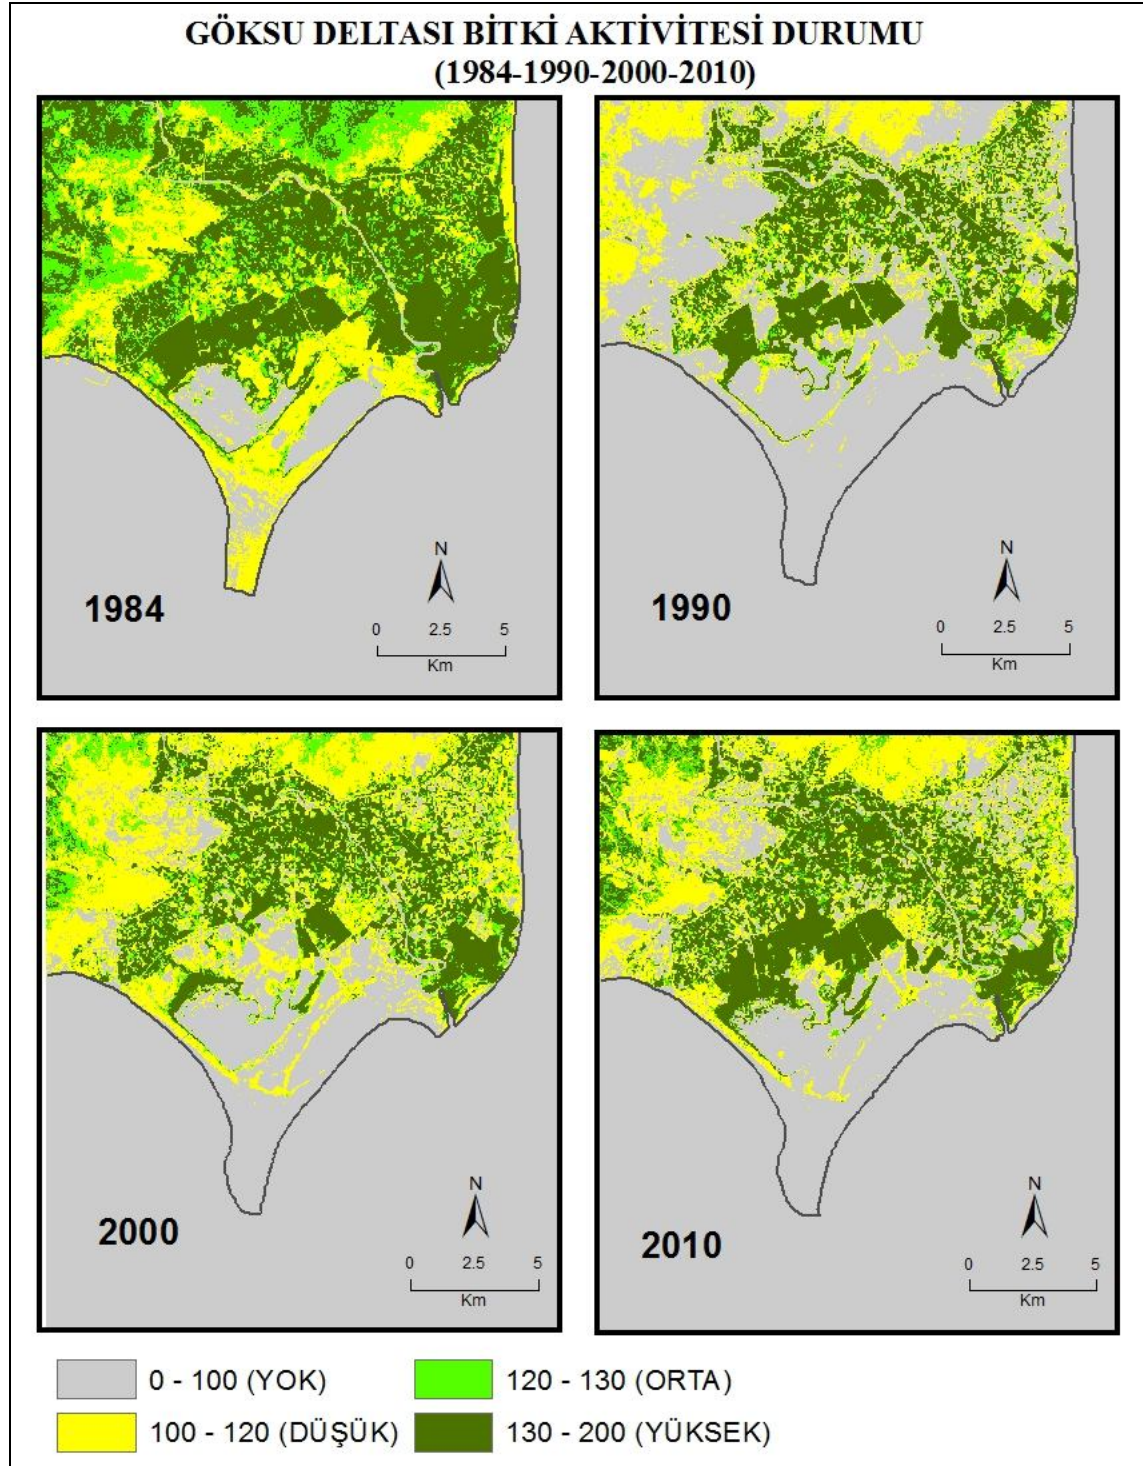 GÖKSU DELTASI BİTKİ AKTİVİTESİ DURUMU
(1984-1990-2000-2010)
N
1984
0 2.5 5
Km
N
1990
0 2.5 5
Km
N
2000
0 2.5 5
Km
N
2010
0 2.5 5
Km
0 - 100 (YOK)
120 - 130 (ORTA)
100 - 120 (DÜŞÜK)
130 - 200 (YÜKSEK)